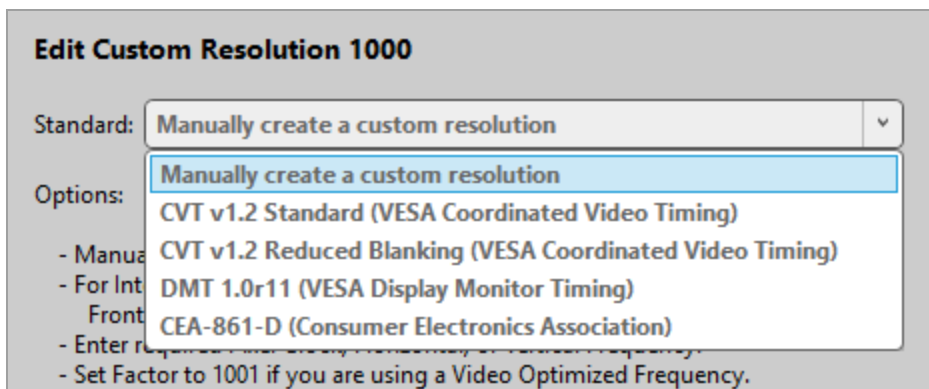 Edit Custom Resolution 1000
Standard: Manually create a custom resolution
Manually create a custom resolution
Options:
CVT v1.2 Standard (VESA Coordinated Video Timing)
- Manua
CVT v1.2 Reduced Blanking (VESA Coordinated Video Timing)
- For Int
DMT 1.0r11 (VESA Display Monitor Timing)
Front
CEA-861-D (Consumer Electronics Association)
- Enter
- Set Factor to 1001 if you are using a Video Optimized Frequency.